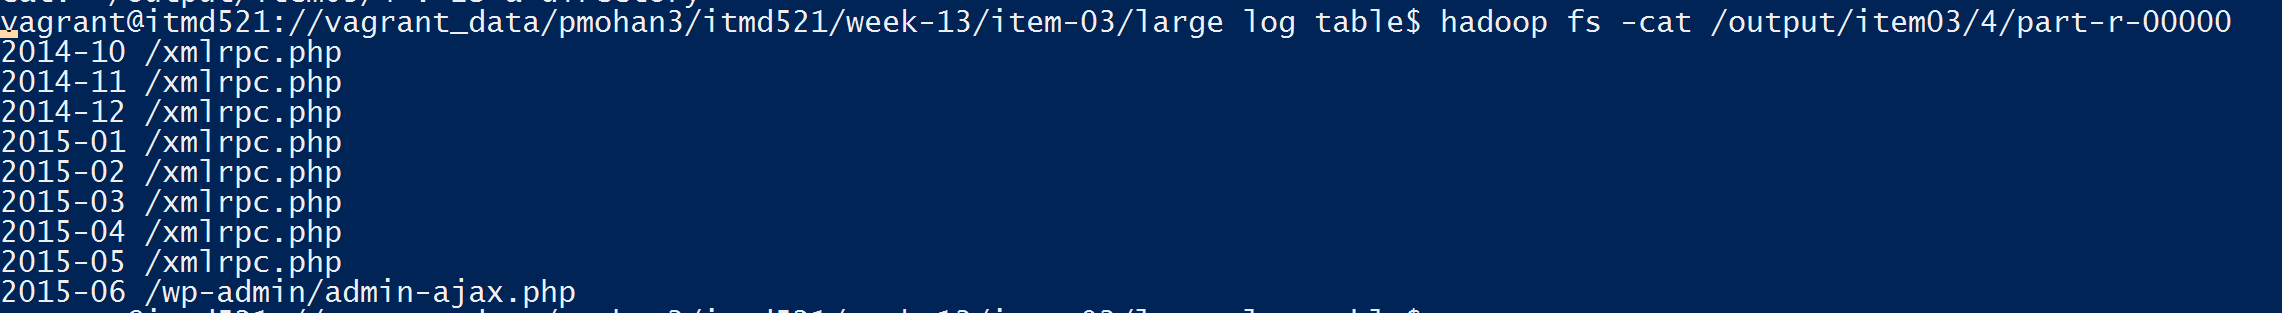 vagrant@itmd521://vagrant_data/pmohan3/itmd521/week-13/item-03/large log table$ hadoop fs -cat /output/item03/4/part-r-00000
2014-10 /xmlrpc.php
2014-11 /xmlrpc.php
2014-12 /xmlrpc.php
2015-01 /xmlrpc.php
2015-02 /xmlrpc.php
2015-03 /xmlrpc.php
2015-04 /xmlrpc.php
2015-05 /xmlrpc.php
2015-06 /wp-admin/admin-ajax.php